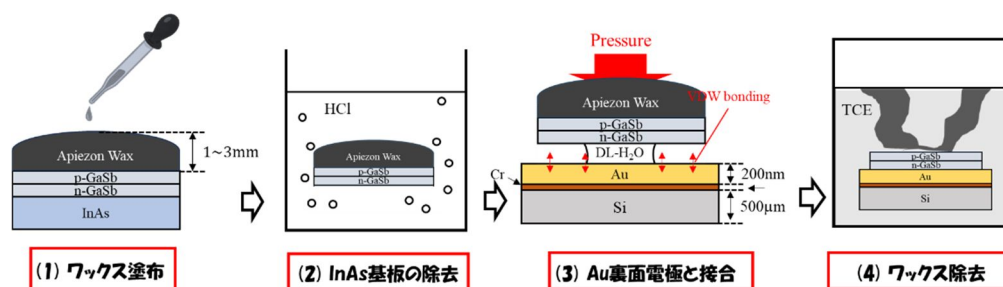 Apiezon Wax
p-GaSb
n-GaSb
InAs
1~3mm
(1) ワックス塗布
HCl
Apiezon Wax
p-GaSb
n-GaSb
(2) InAs基板の除去
Pressure
VDW bonding
Apiezon Wax
p-GaSb
n-GaSb
DL-H₂O
Cr
Au
Si
200nm
500μm
(3) Au裏面電極と接合
TCE
p-GaSb
n-GaSb
Au
Si
(4) ワックス除去